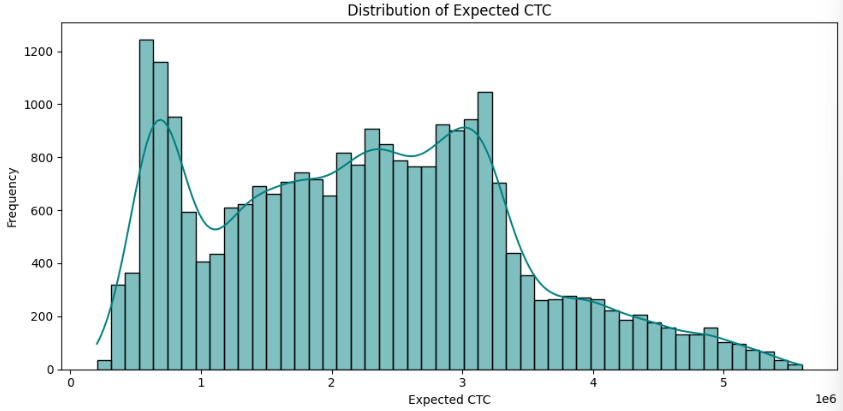 Distribution of Expected CTC
1200
1000
800
600
400
200
0
Frequency
0 1 2 3 4 5
1e6
Expected CTC